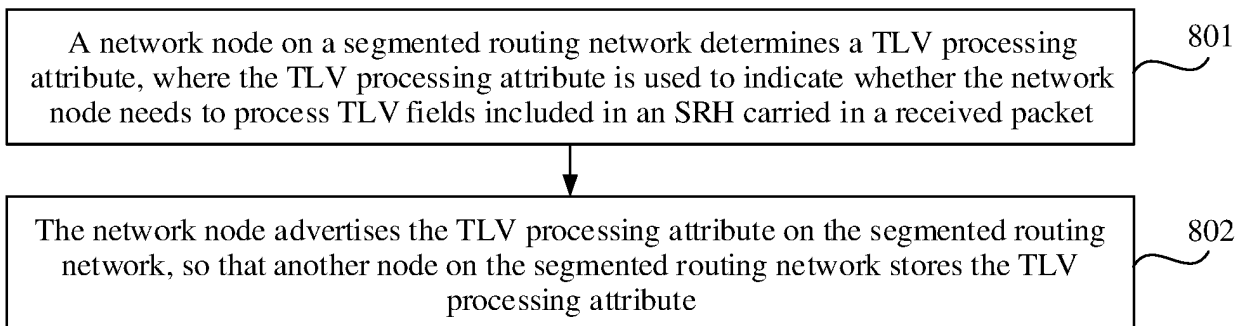 A network node on a segmented routing network determines a TLV processing
attribute, where the TLV processing attribute is used to indicate whether the network
node needs to process TLV fields included in an SRH carried in a received packet
801
The network node advertises the TLV processing attribute on the segmented routing
network, so that another node on the segmented routing network stores the TLV
processing attribute
802